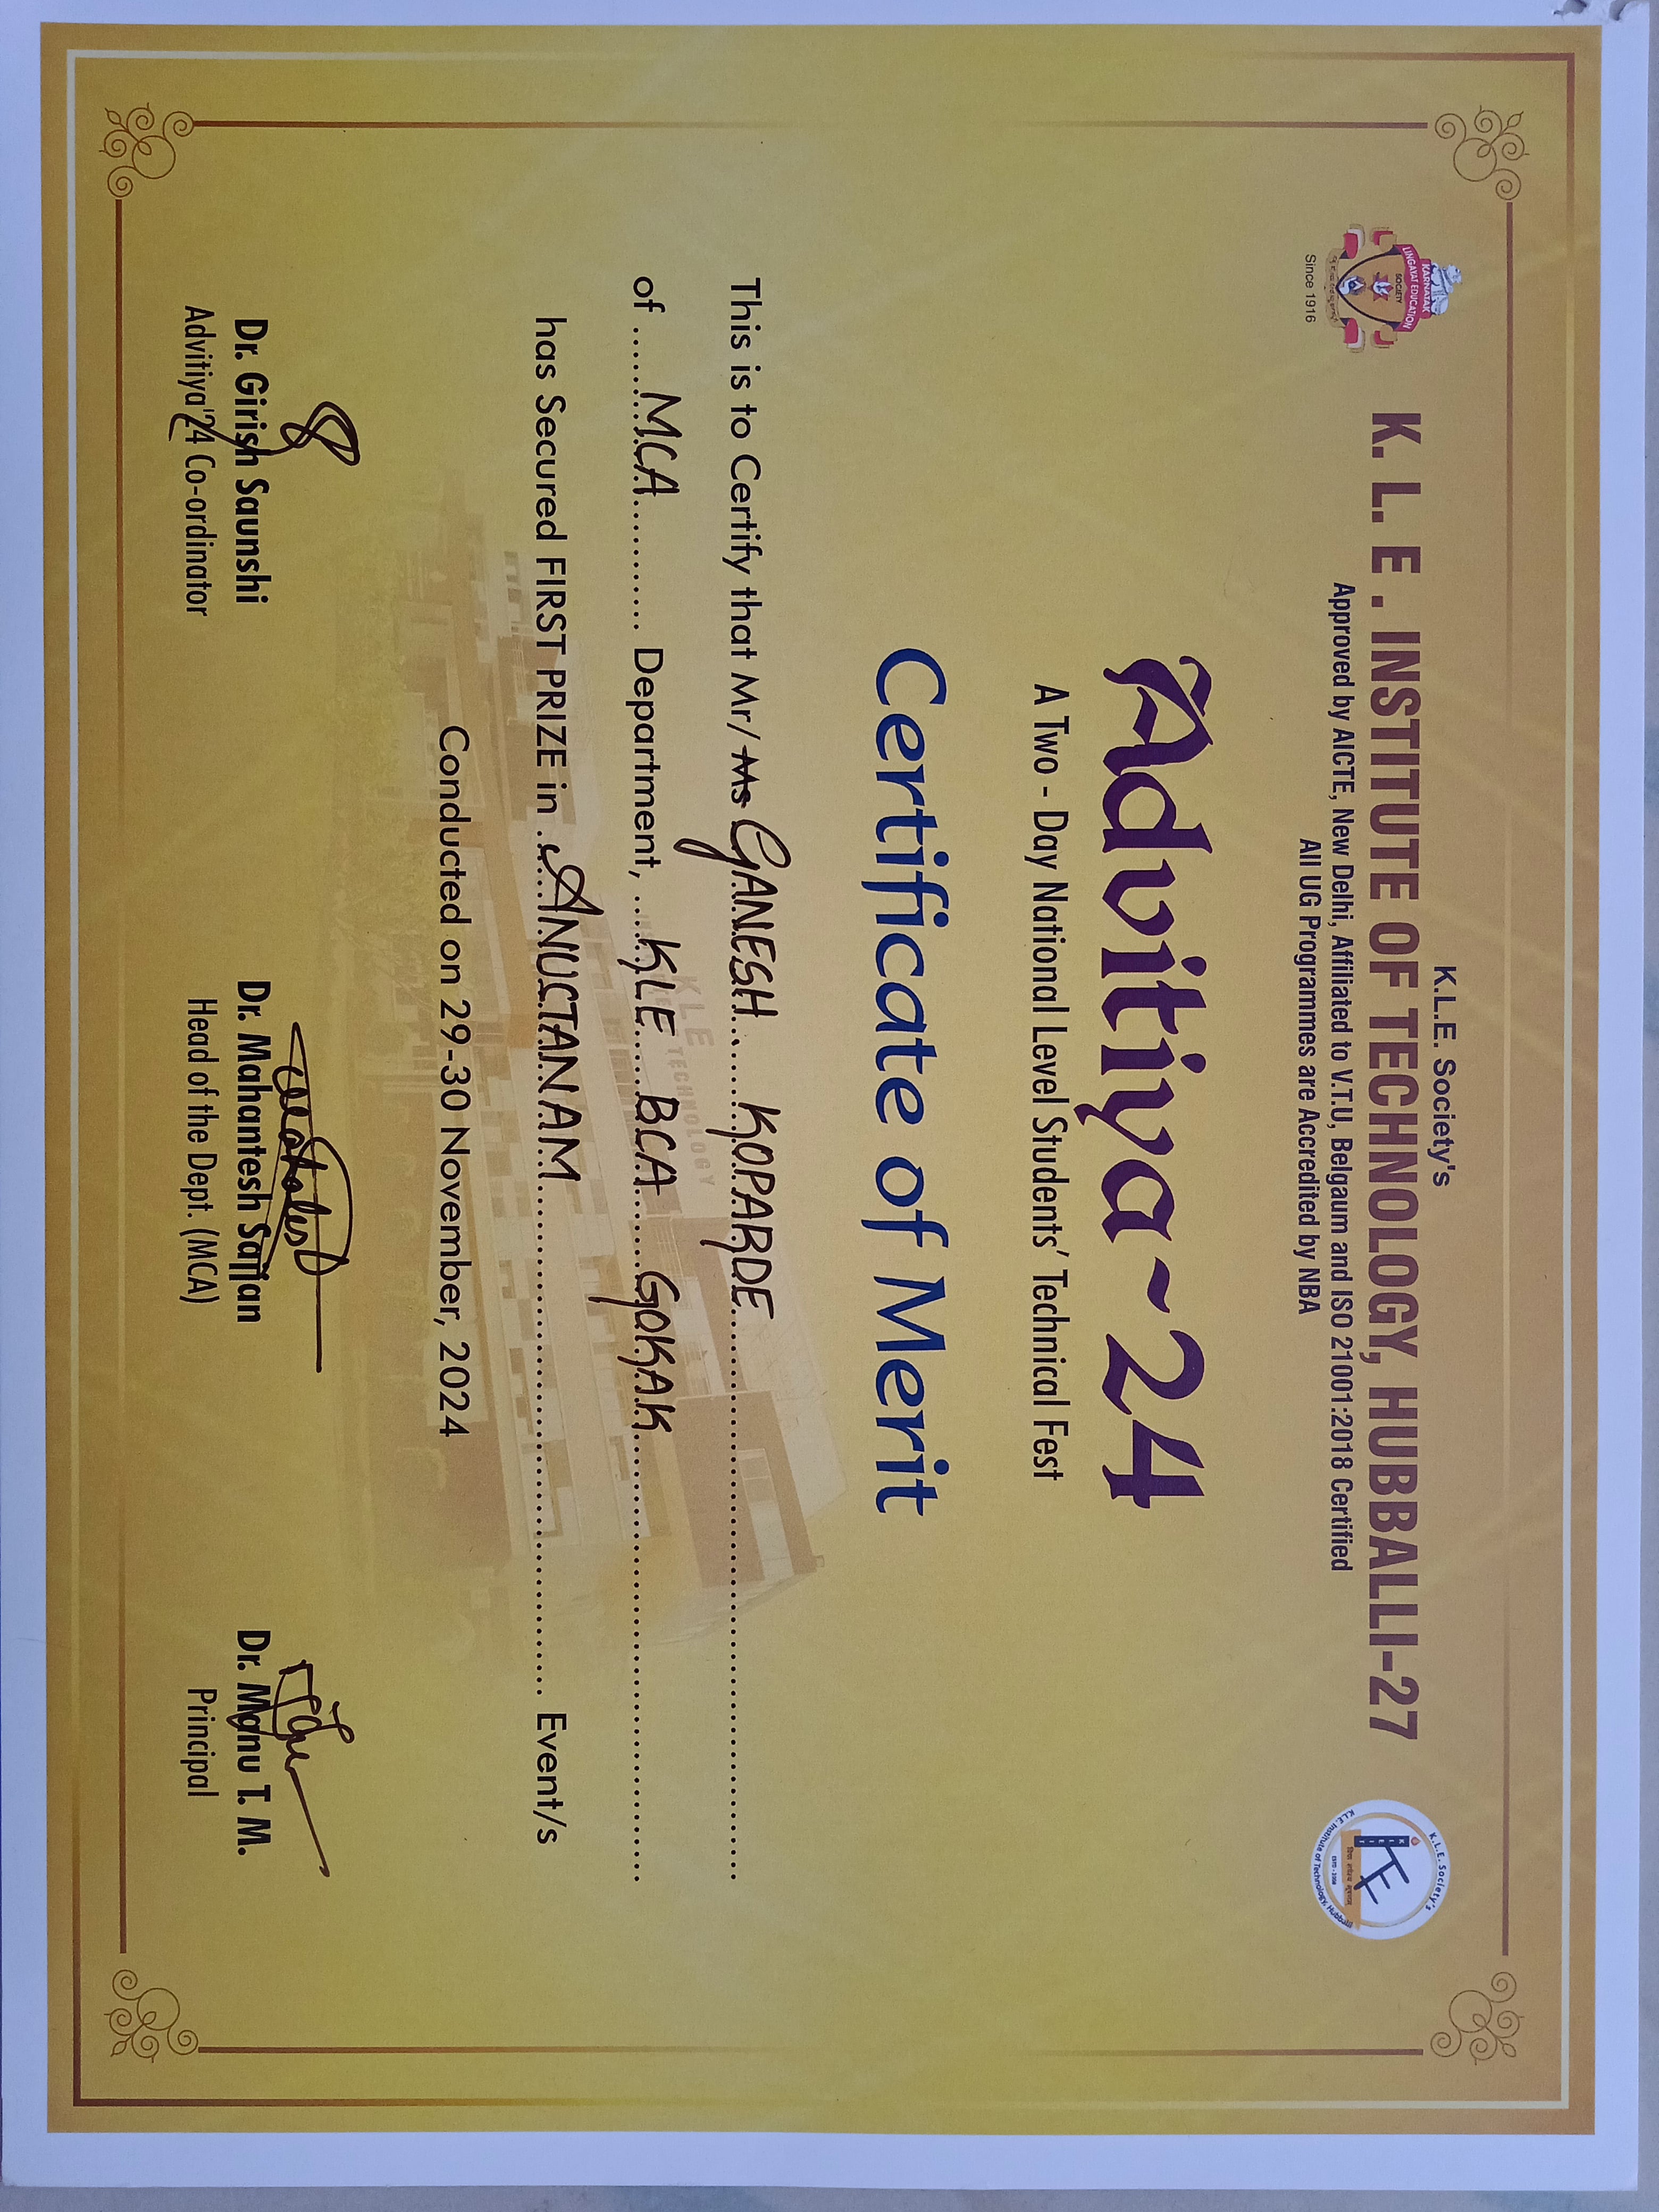 KARNATAK
LINGAYAT EDUCATION
SOCIETY
Since 1916
K.L.E. Society's
K. L. E . INSTITUTE OF TECHNOLOGY, HUBBALLI-27
Approved by AICTE, New Delhi, Affiliated to V.T.U, Belgaum and ISO 21001:2018 Certified
All UG Programmes are Accredited by NBA
K.L.E. Society's
KLEIT
ESTD - 2008
K.L.E. Institute of Technology, Hubballi
Advitiya-24
A Two - Day National Level Students' Technical Fest
Certificate of Merit
This is to Certify that Mr/ Ms GANESH KOPARDE
of MCA Department, KLE BCA GOKAK
KLE
TECHNOLOGY
has Secured FIRST PRIZE in ANUCTANAM Event/s
Conducted on 29-30 November, 2024
Dr. Girish Saunshi
Advitiya'24 Co-ordinator
Dr. Mahantesh Sajjan
Head of the Dept. (MCA)
Dr. Manu T. M.
Principal